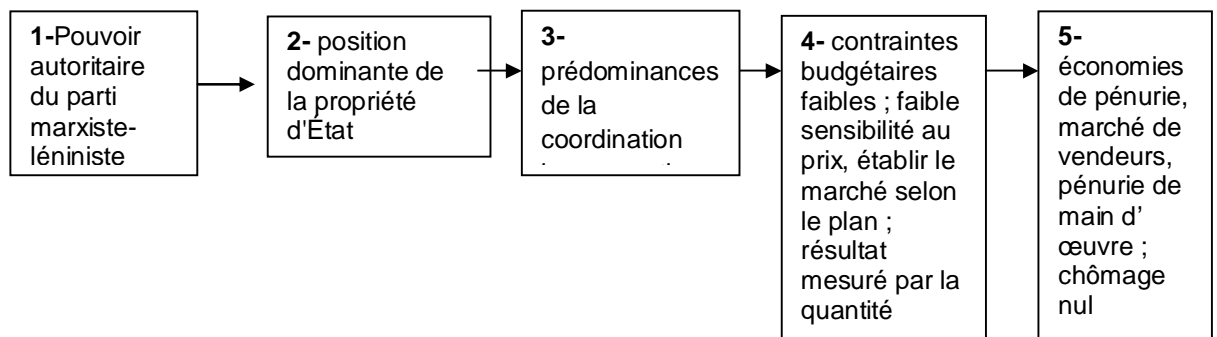 1-Pouvoir
autoritaire
du parti
marxiste-
léniniste
2- position
dominante de
la propriété
d'État
3-
prédominances
de la
coordination
4- contraintes
budgétaires
faibles ; faible
sensibilité au
prix, établir le
marché selon
le plan ;
résultat
mesuré par la
quantité
5-
économies
de pénurie,
marché de
vendeurs,
pénurie de
main d’
œuvre ;
chômage
nul